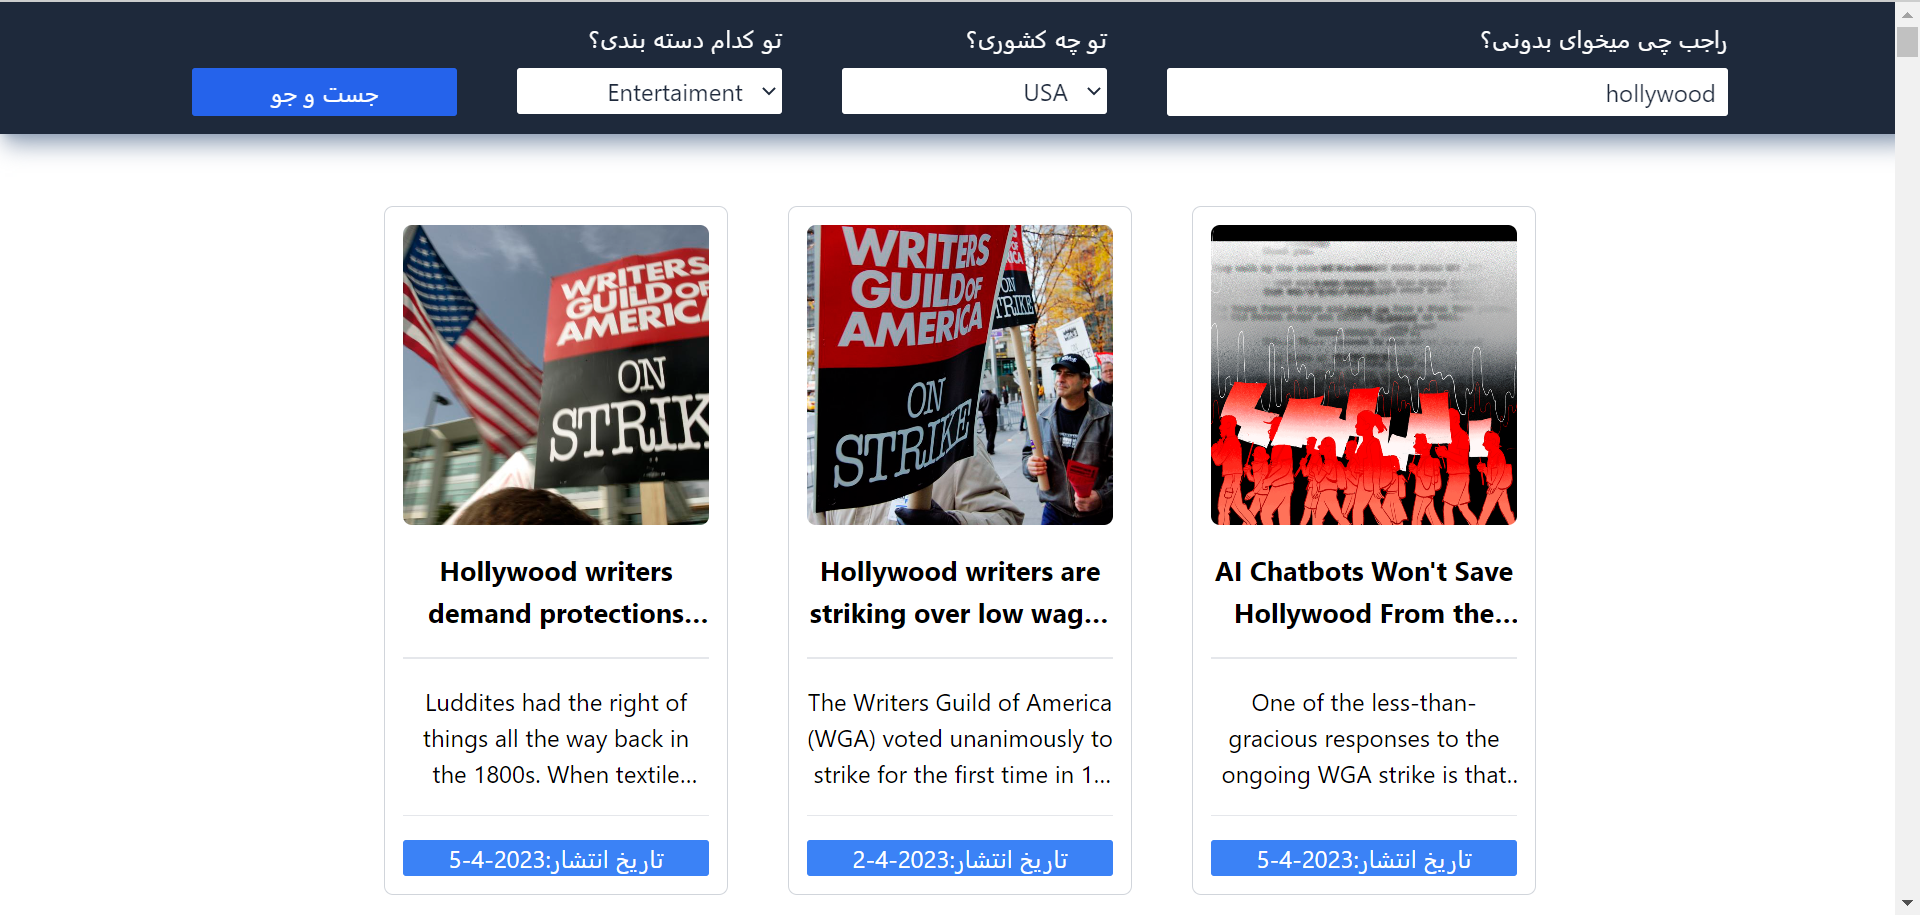 راجب چی میخوای بدونی؟
تو چه کشوری؟
تو کدام دسته بندی؟
hollywood
USA
Entertaiment
جست و جو
WRITERS
GUILD OF
AMERICA
ON
STRIK
Hollywood writers
demand protections...
Luddites had the right of
things all the way back in
the 1800s. When textile...
تاریخ انتشار:2023-4-5
WRITERS
GUILD OF
AMERICA
ON
STRIKE
ON
TRIKE
Hollywood writers are
striking over low wag...
The Writers Guild of America
(WGA) voted unanimously to
strike for the first time in 1...
تاریخ انتشار:2023-4-2
AI Chatbots Won't Save
Hollywood From the...
One of the less-than-
gracious responses to the
ongoing WGA strike is that..
تاریخ انتشار:2023-4-5